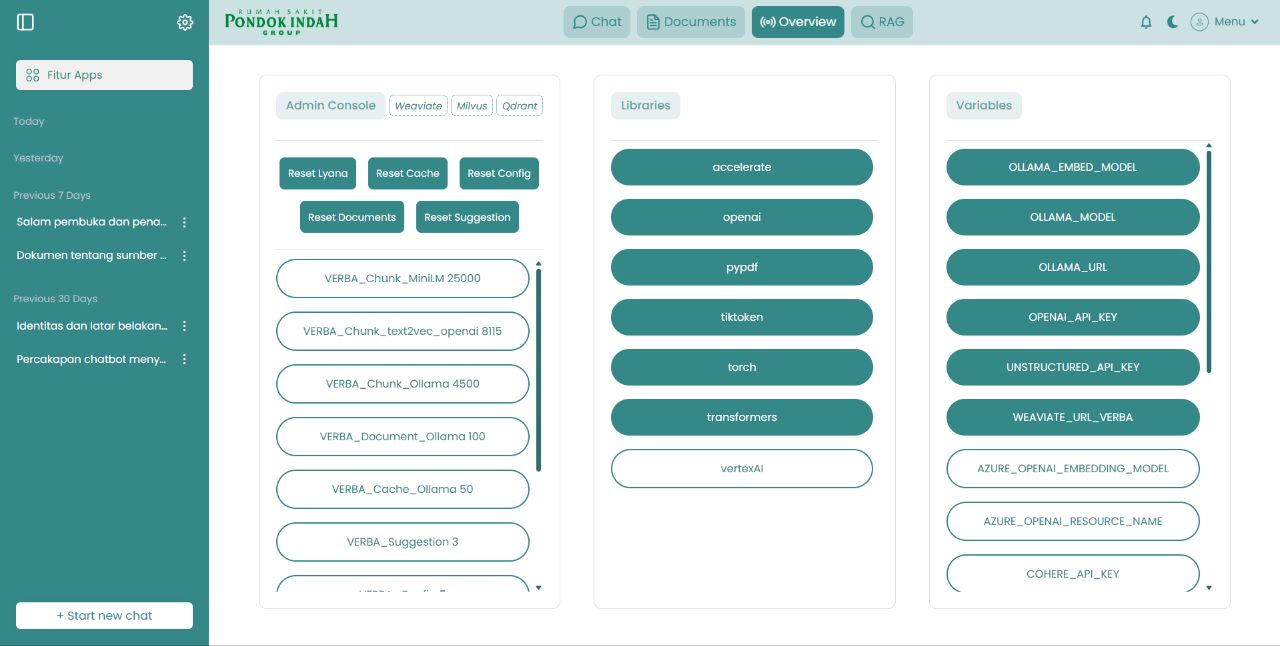 RUMAH SAKIT
PONDOK INDAH
GROUP
Chat
Documents
Overview
RAG
Menu
Fitur Apps
Today
Yesterday
Previous 7 Days
Salam pembuka dan pena...
Dokumen tentang sumber ...
Previous 30 Days
Identitas dan latar belakan...
Percakapan chatbot meny...
+ Start new chat
Admin Console
Weaviate
Milvus
Qdrant
Reset Lyana
Reset Cache
Reset Config
Reset Documents
Reset Suggestion
VERBA_Chunk_MiniLM 25000
VERBA_Chunk_text2vec_openai 8115
VERBA_Chunk_Ollama 4500
VERBA_Document_Ollama 100
VERBA_Cache_Ollama 50
VERBA_Suggestion 3
Libraries
accelerate
openai
pypdf
tiktoken
torch
transformers
vertexAI
Variables
OLLAMA_EMBED_MODEL
OLLAMA_MODEL
OLLAMA_URL
OPENAI_API_KEY
UNSTRUCTURED_API_KEY
WEAVIATE_URL_VERBA
AZURE_OPENAI_EMBEDDING_MODEL
AZURE_OPENAI_RESOURCE_NAME
COHERE_API_KEY